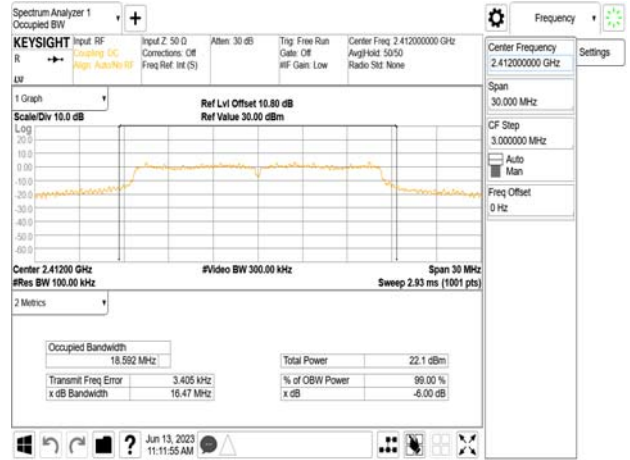 Spectrum Analyzer 1
Occupied BW
Frequency
KEYSIGHT
Input: RF
Coupling: DC
Align: Auto/No RF
Input Z: 50 Ω
Corrections: Off
Freq Ref: Int (S)
Atten: 30 dB
Trig: Free Run
Gate: Off
#IF Gain: Low
Center Freq: 2.412000000 GHz
Avg|Hold: 50/50
Radio Std: None
R
LXI
Center Frequency
2.412000000 GHz
Settings
Span
30.000 MHz
CF Step
3.000000 MHz
Auto
Man
Freq Offset
0 Hz
1 Graph
Scale/Div 10.0 dB
Ref Lvl Offset 10.80 dB
Ref Value 30.00 dBm
Log
20.0
10.0
0.00
-10.0
-20.0
-30.0
-40.0
-50.0
-60.0
Center 2.41200 GHz
#Res BW 100.00 kHz
#Video BW 300.00 kHz
Span 30 MHz
Sweep 2.93 ms (1001 pts)
2 Metrics
Occupied Bandwidth
18.592 MHz
Total Power 22.1 dBm
Transmit Freq Error 3.405 kHz
% of OBW Power 99.00 %
x dB Bandwidth 16.47 MHz
x dB -6.00 dB
?
Jun 13, 2023
11:11:55 AM